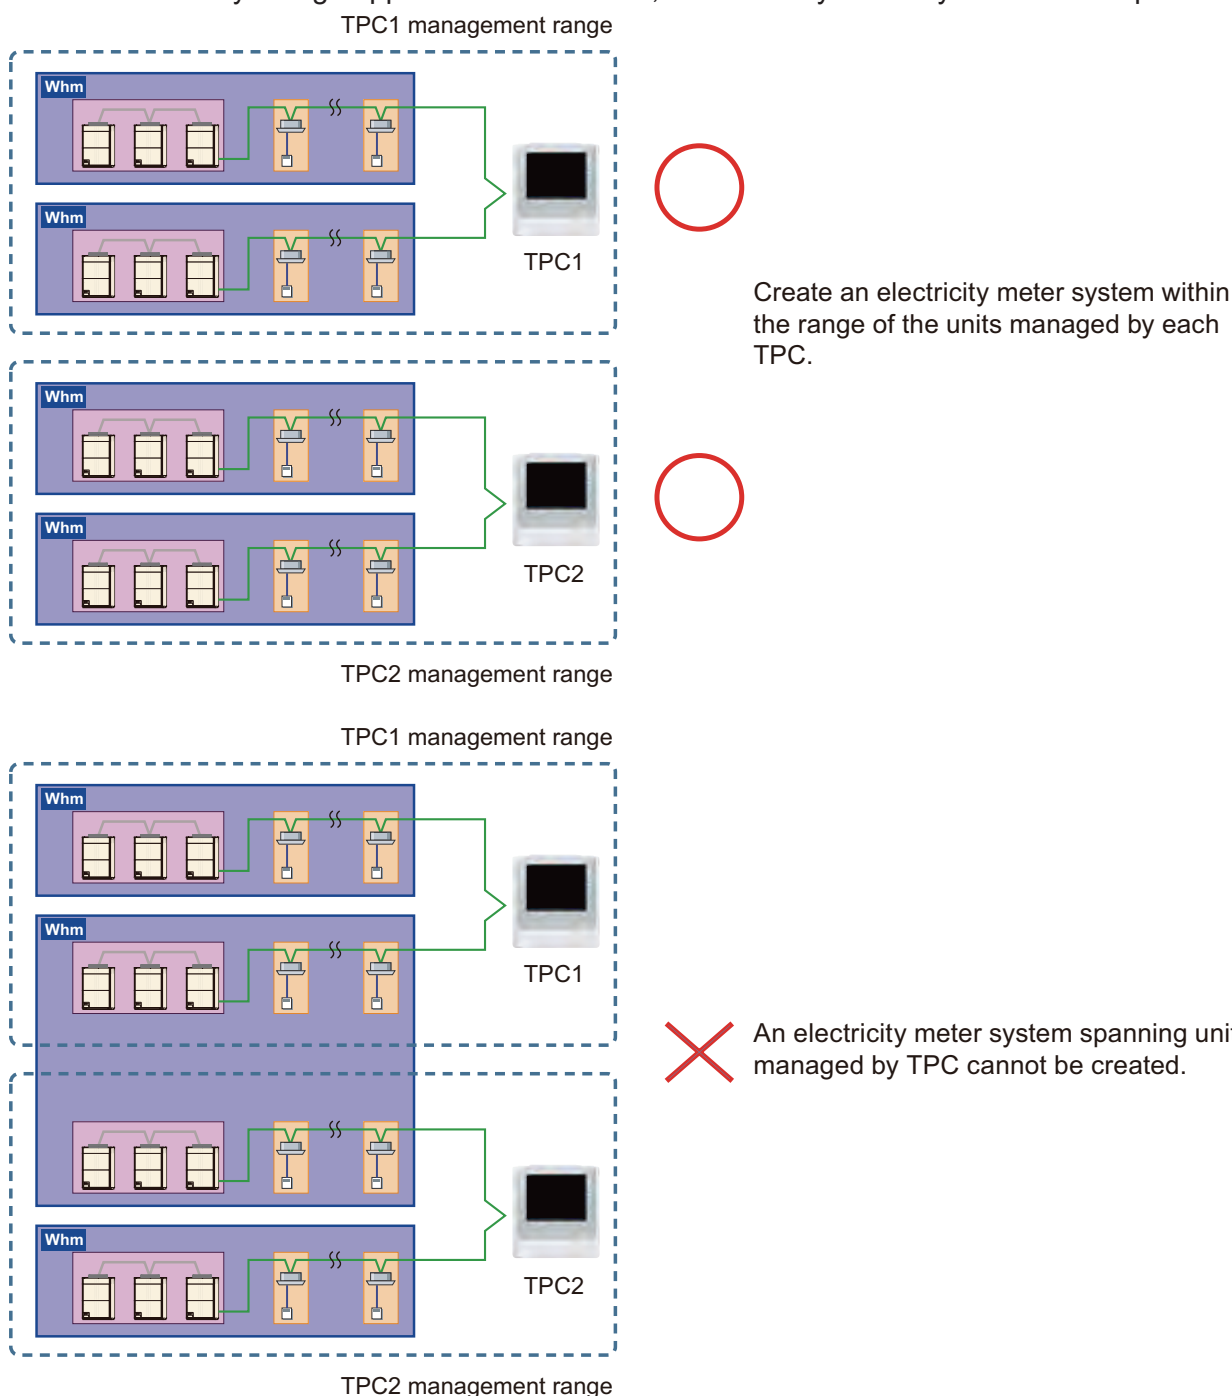 TPC1 management range
Whm
Whm
TPC1
Create an electricity meter system within
the range of the units managed by each
TPC.
Whm
Whm
TPC2
TPC2 management range
TPC1 management range
Whm
Whm
TPC1
An electricity meter system spanning
managed by TPC cannot be created.
Whm
TPC2
TPC2 management range